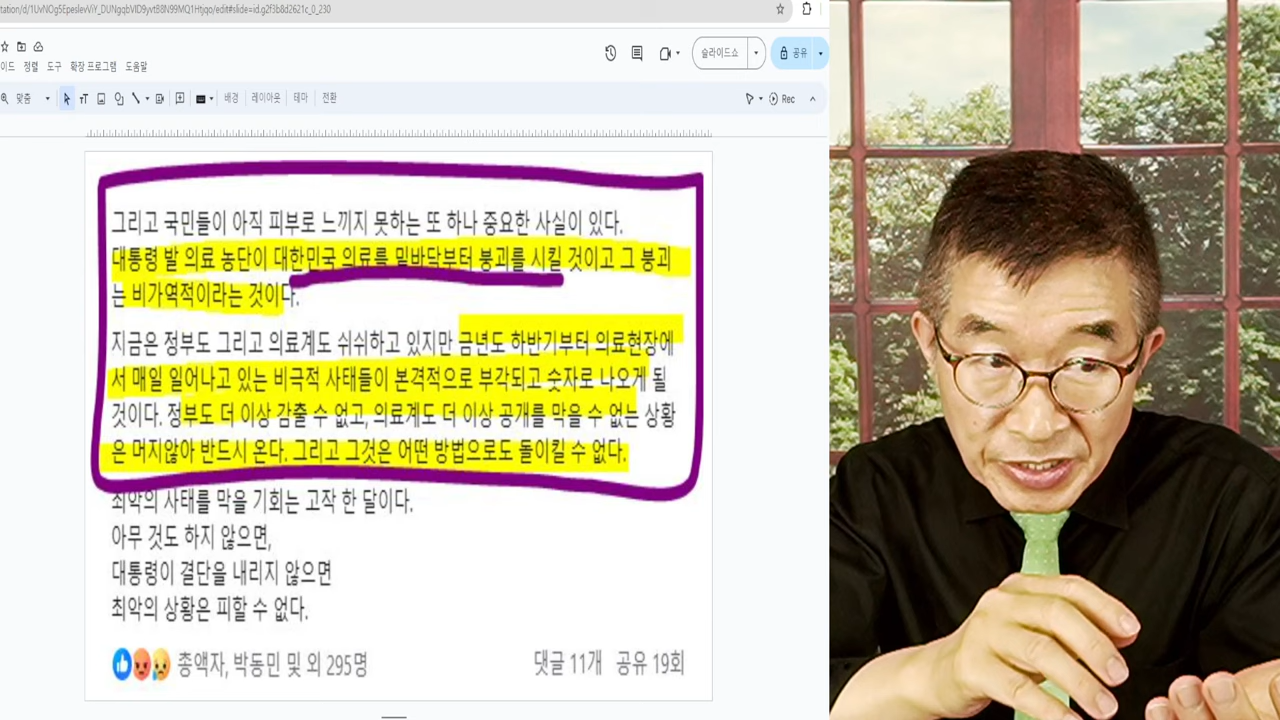 tation/d/1UvNOg5EpeslevViY_DUNgqbVID9yvtB8N99MQ1Htjqo/edit#slide=id.g2f3b8d2621c_0_230
이드 정렬 도구 확장 프로그램 도움말
슬라이드쇼
공유
맞춤
배경 레이아웃 테마 전환
Rec
그리고 국민들이 아직 피부로 느끼지 못하는 또 하나 중요한 사실이 있다.
대통령 발 의료 농단이 대한민국 의료를 밑바닥부터 붕괴를 시킬 것이고 그 붕괴
는 비가역적이라는 것이다.
지금은 정부도 그리고 의료계도 쉬쉬하고 있지만 금년도 하반기부터 의료현장에
서 매일 일어나고 있는 비극적 사태들이 본격적으로 부각되고 숫자로 나오게 될
것이다. 정부도 더 이상 감출 수 없고, 의료계도 더 이상 공개를 막을 수 없는 상황
은 머지않아 반드시 온다. 그리고 그것은 어떤 방법으로도 돌이킬 수 없다.
최악의 사태를 막을 기회는 고작 한 달이다.
아무 것도 하지 않으면,
대통령이 결단을 내리지 않으면
최악의 상황은 피할 수 없다.
총액자, 박동민 및 외 295명
댓글 11개 공유 19회